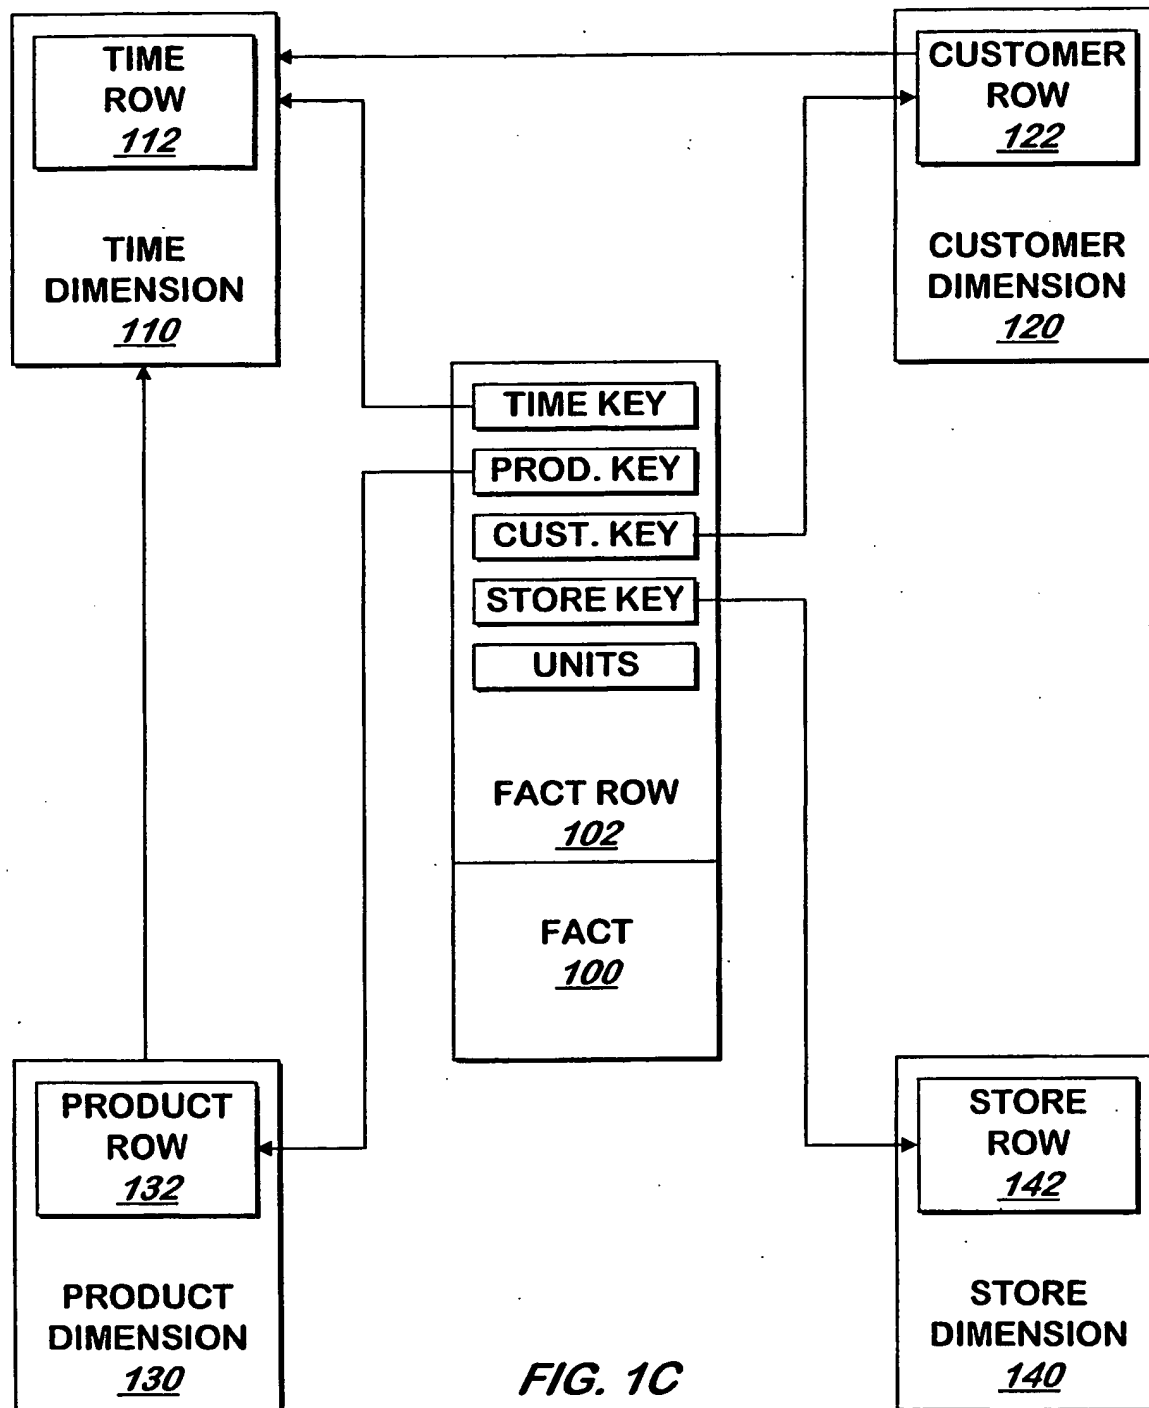 TIME
ROW
112
TIME
DIMENSION
110
CUSTOMER
ROW
122
CUSTOMER
DIMENSION
120
TIME KEY
PROD. KEY
CUST. KEY
STORE KEY
UNITS
FACT ROW
102
FACT
100
PRODUCT
ROW
132
PRODUCT
DIMENSION
130
STORE
ROW
142
STORE
DIMENSION
140
FIG. 1C